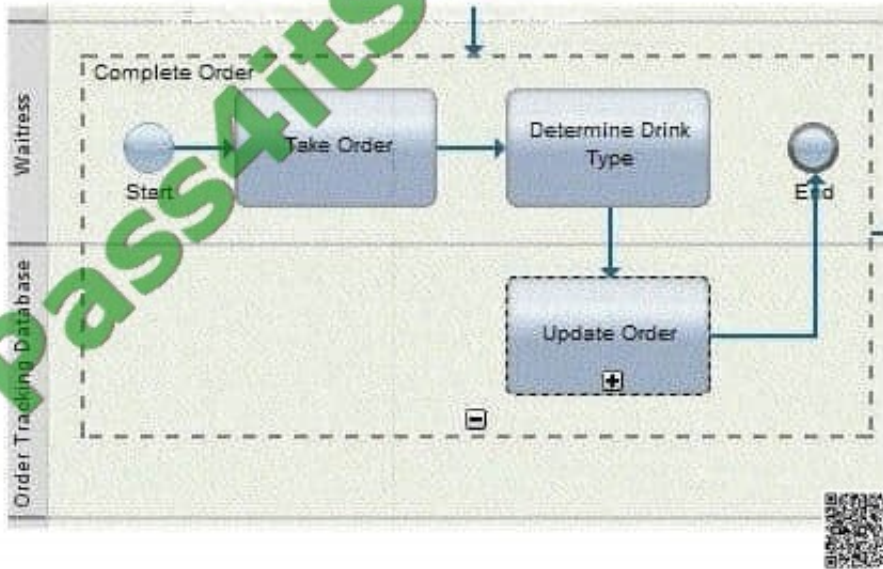 Pass4its
Waitress
Complete Order
Start
Take Order
Determine Drink
Type
End
Order Tracking Database
Update Order